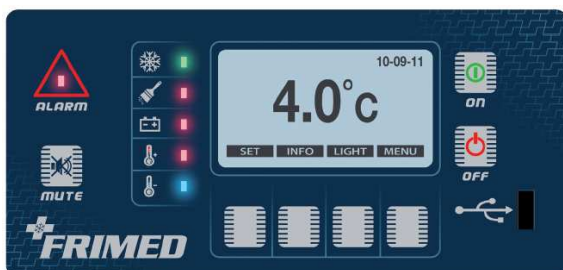 10-09-11
4.0°c
SET INFO LIGHT MENU
ALARM
MUTE
ON
OFF
FRIMED